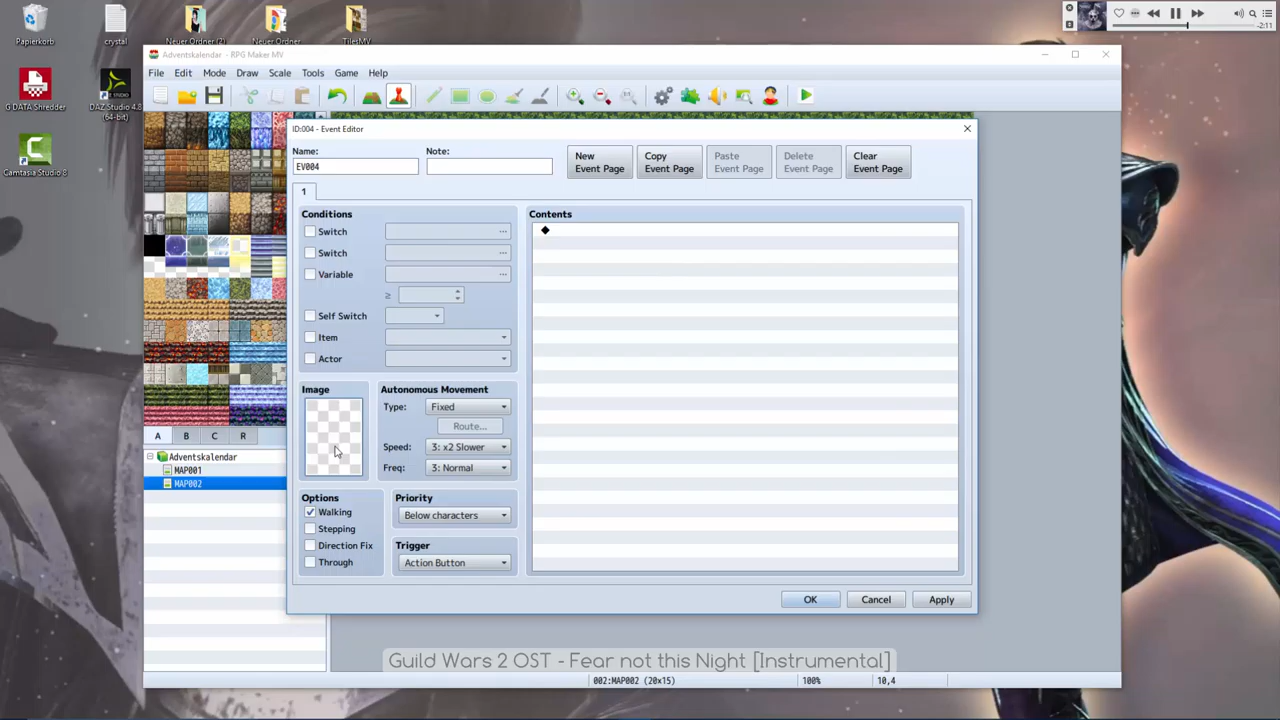 Papierkorb
crystal
Neuer Ordner (2)
Neuer Ordner
TilesMV
G DATA Shredder
DAZ Studio 4.8
(64-bit)
Camtasia Studio 8
-2:11
Adventskalendar - RPG Maker MV
File Edit Mode Draw Scale Tools Game Help
ID:004 - Event Editor
Name:
Note:
EV004
New
Event Page
Copy
Event Page
Paste
Event Page
Delete
Event Page
Clear
Event Page
1
Conditions
Switch
...
Switch
...
Variable
...
≥
Self Switch
Item
Actor
Image
Autonomous Movement
Type:
Fixed
Route...
Speed:
3: x2 Slower
Freq:
3: Normal
Options
Walking
Stepping
Direction Fix
Through
Priority
Below characters
Trigger
Action Button
Contents
OK
Cancel
Apply
A B C R
Adventskalendar
MAP001
MAP002
Guild Wars 2 OST - Fear not this Night [Instrumental]
002:MAP002 (20x15)
100%
10,4